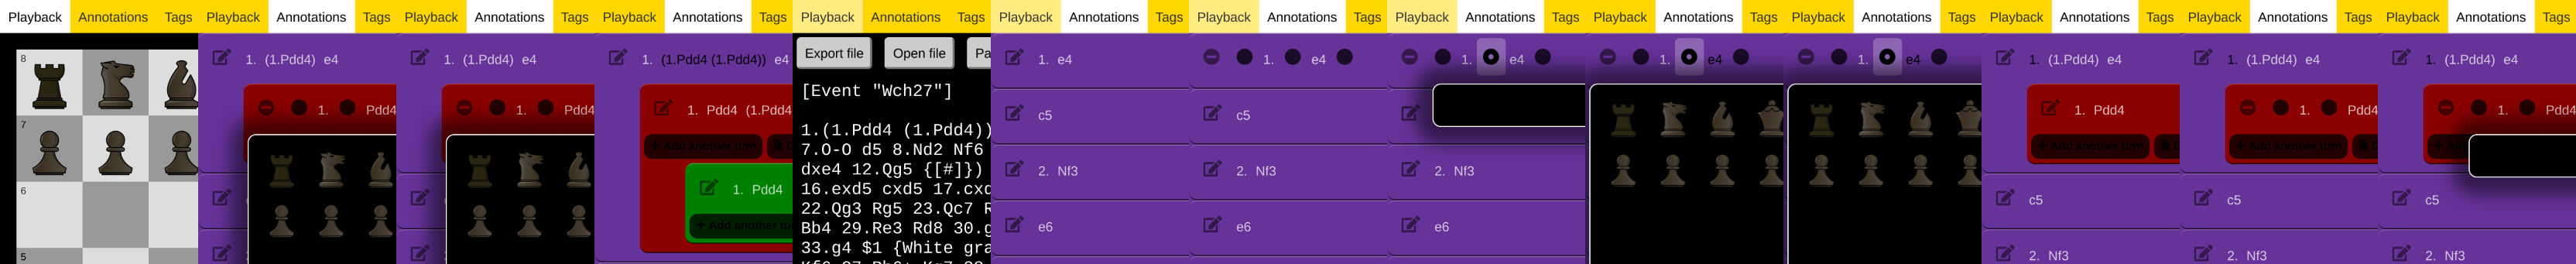 Playback Annotations Tags Playback Annotations Tags Playback Annotations Tags Playback Annotations Tags Playback Annotations Tags Playback Annotations Tags Playback Annotations Tags Playback Annotations Tags Playback Annotations Tags Playback Annotations Tags Playback Annotations Tags Playback Annotations Tags Playback Annotations Tags
8
7
6
5
1. (1.Pdd4) e4
1. Pdd4
1. (1.Pdd4) e4
1. Pdd4
1. (1.Pdd4 (1.Pdd4)) e4
1. Pdd4 (1.Pdd4
+ Add another turn
1. Pdd4
+ Add another tu
Export file Open file Pa
[Event "Wch27"]
1.(1.Pdd4 (1.Pdd4))
7.O-O d5 8.Nd2 Nf6
dxe4 12.Qg5 {[#]})
16.exd5 cxd5 17.cxd
22.Qg3 Rg5 23.Qc7 R
Bb4 29.Re3 Rd8 30.g
33.g4 $1 {White gra
1. e4
c5
2. Nf3
e6
1. e4
c5
2. Nf3
e6
1. e4
c5
2. Nf3
e6
1. e4
1. e4
1. (1.Pdd4) e4
1. Pdd4
+ Add another turn
c5
2. Nf3
1. (1.Pdd4) e4
1. Pdd4
+ Add another turn
c5
2. Nf3
1. (1.Pdd4) e4
1. Pdd4
+ Add
c5
2. Nf3